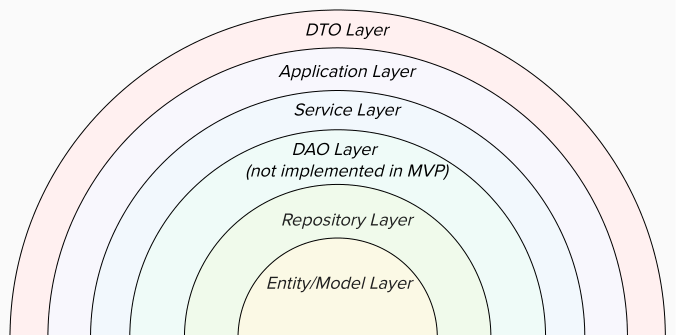 DTO Layer
Application Layer
Service Layer
DAO Layer
(not implemented in MVP)
Repository Layer
Entity/Model Layer